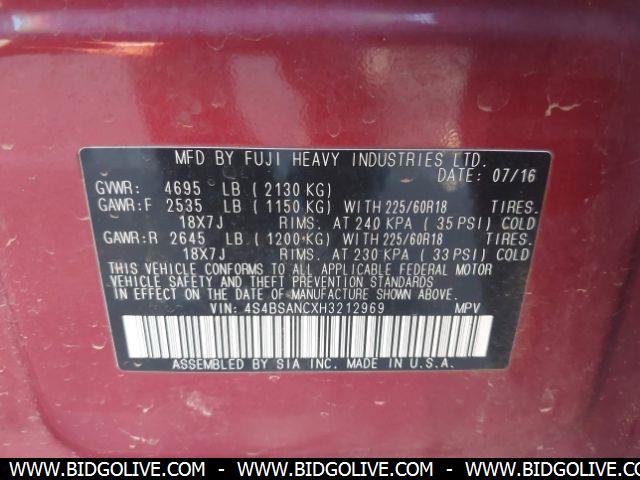 MFD BY FUJI HEAVY INDUSTRIES LTD.
DATE: 07/16
GVWR: 4695 LB ( 2130 KG)
GAWR:F 2535 LB ( 1150 KG) WITH 225/60R18 TIRES.
18X7J RIMS. AT 240 KPA ( 35 PSI) COLD
GAWR:R 2645 LB ( 1200 KG) WITH 225/60R18 TIRES.
18X7J RIMS. AT 230 KPA ( 33 PSI) COLD
THIS VEHICLE CONFORMS TO ALL APPLICABLE FEDERAL MOTOR
VEHICLE SAFETY AND THEFT PREVENTION STANDARDS
IN EFFECT ON THE DATE OF MANUFACTURE SHOWN ABOVE.
VIN: 4S4BSANCXH3212969 MPV
ASSEMBLED BY SIA INC. MADE IN U.S.A.
WWW.BIDGOLIVE.COM - WWW.BIDGOLIVE.COM - WWW.BIDGOLIVE.COM